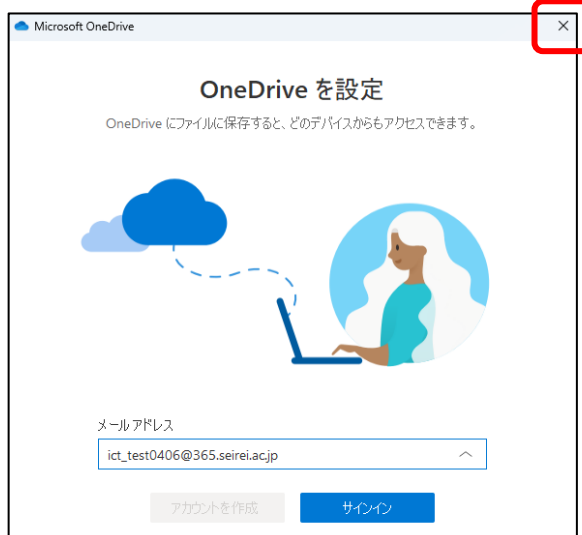 Microsoft OneDrive
OneDrive を設定
OneDrive にファイルに保存すると、どのデバイスからもアクセスできます。
メール アドレス
ict_test0406@365.seirei.ac.jp
アカウントを作成
サインイン